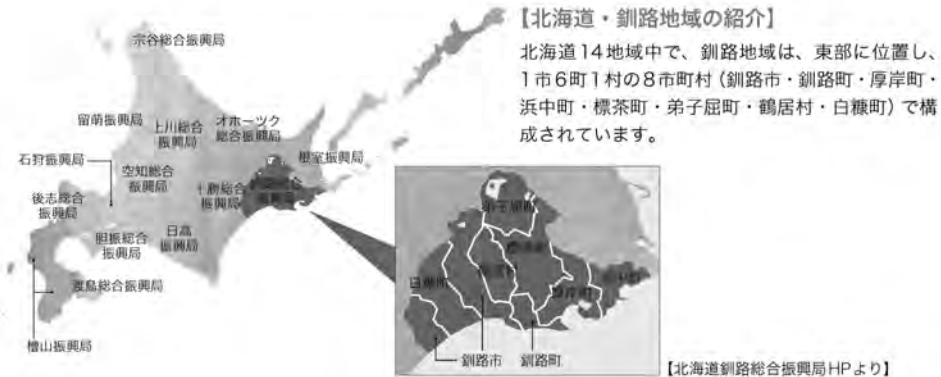 【北海道・釧路地域の紹介】
北海道14地域中で、釧路地域は、東部に位置し、
1市6町1村の8市町村（釧路市・釧路町・厚岸町・
浜中町・標茶町・弟子屈町・鶴居村・白糠町）で構
成されています。
宗谷総合振興局
留萌振興局
上川総合
振興局
オホーツク
総合振興局
石狩振興局
空知総合
振興局
根室振興局
十勝総合
振興局
後志総合
振興局
胆振総合
振興局
日高
振興局
渡島総合振興局
檜山振興局
弟子屈町
標茶町
白糠町
厚岸町
釧路市
釧路町
【北海道釧路総合振興局HPより】